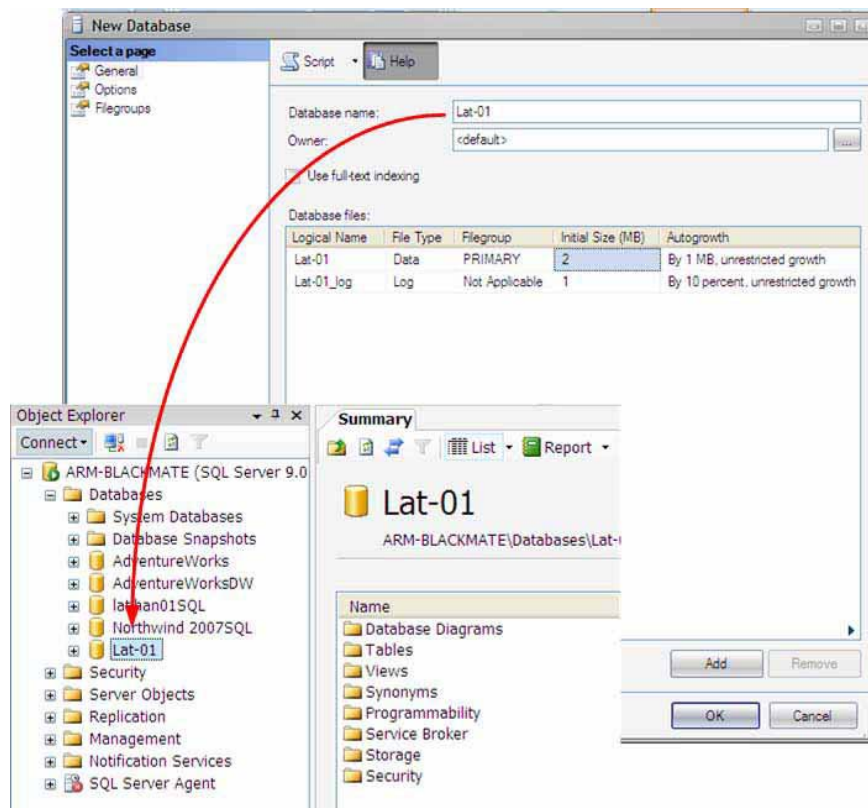 New Database
Select a page
General
Options
Filegroups
Script
Help
Database name:
Lat-01
Owner:
<default>
...
Use full-text indexing
Database files:
Logical Name File Type Filegroup Initial Size (MB) Autogrowth
Lat-01 Data PRIMARY 2 By 1 MB, unrestricted growth
Lat-01_log Log Not Applicable 1 By 10 percent, unrestricted growth
Add
Remove
OK
Cancel
Object Explorer
Connect
ARM-BLACKMATE (SQL Server 9.0
Databases
System Databases
Database Snapshots
AdventureWorks
AdventureWorksDW
latihan01SQL
Northwind 2007SQL
Lat-01
Security
Server Objects
Replication
Management
Notification Services
SQL Server Agent
Summary
List
Report
Lat-01
ARM-BLACKMATE\Databases\Lat-
Name
Database Diagrams
Tables
Views
Synonyms
Programmability
Service Broker
Storage
Security